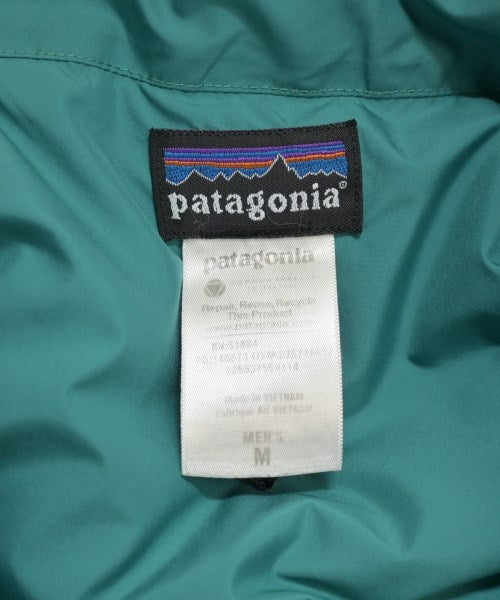 patagonia®
patagonia
Repair, Reuse, Recycle
This Product
www.patagonia.com
RN:51884
Made in VIETNAM
Fabriqué AU VIETNAM
MEN'S
M